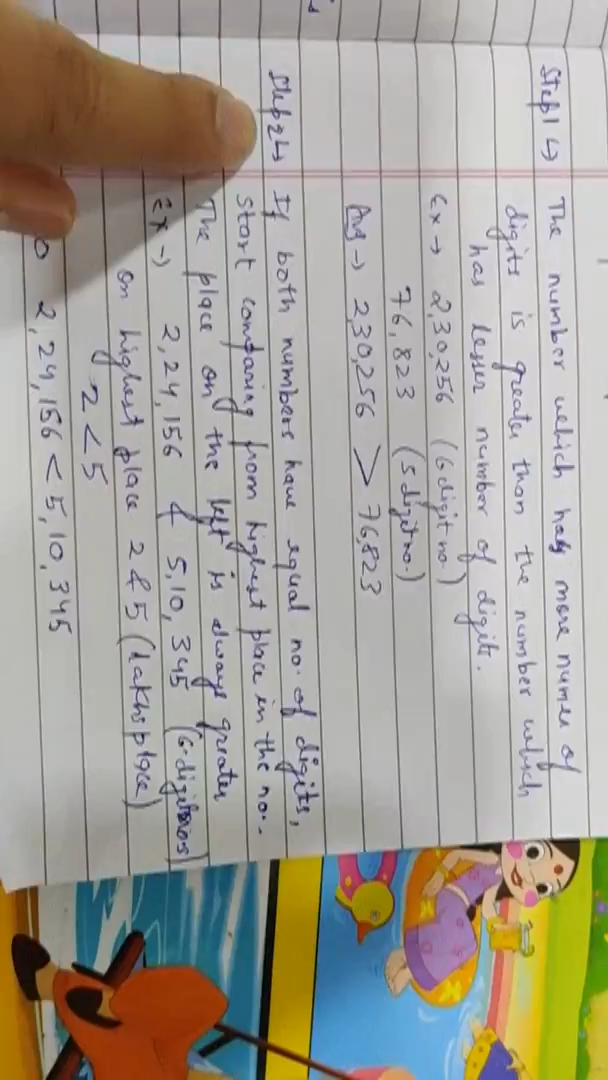 Step1↳ The number which has more numer of
digits is greater than the number which
has lesser number of digits.
Ex → 2,30,256 (6 digit no.)
76,823 (5 digit no.)
Ans → 2,30,256 > 76,823
Step2↳ If both numbers have equal no. of digits,
start comparing from highest place in the no.
The place on the left is always greater
Ex → 2,24,156 & 5,10,345 (6-digit nos)
on highest place 2 & 5 (lakhs place)
2 < 5
2,24,156 < 5,10,345